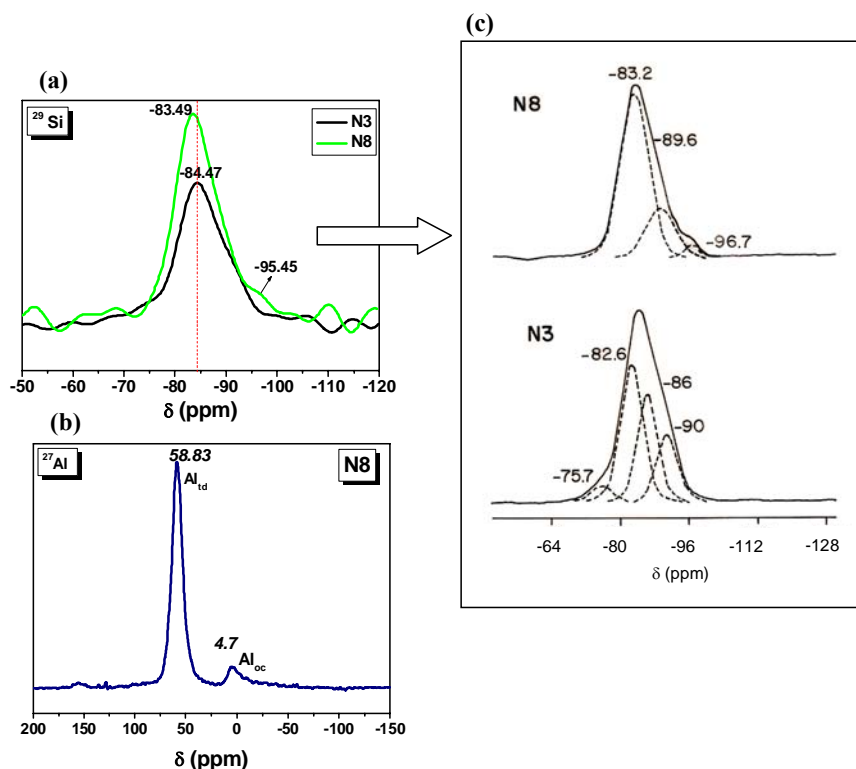 (a)
²⁹Si
N3
N8
-83.49
-84.47
-95.45
-50 -60 -70 -80 -90 -100 -110 -120
δ (ppm)
(b)
²⁷Al
N8
58.83
Al_td
4.7
Al_oc
200 150 100 50 0 -50 -100 -150
δ (ppm)
(c)
N8
-83.2
-89.6
-96.7
N3
-82.6
-86
-90
-75.7
-64 -80 -96 -112 -128
δ (ppm)